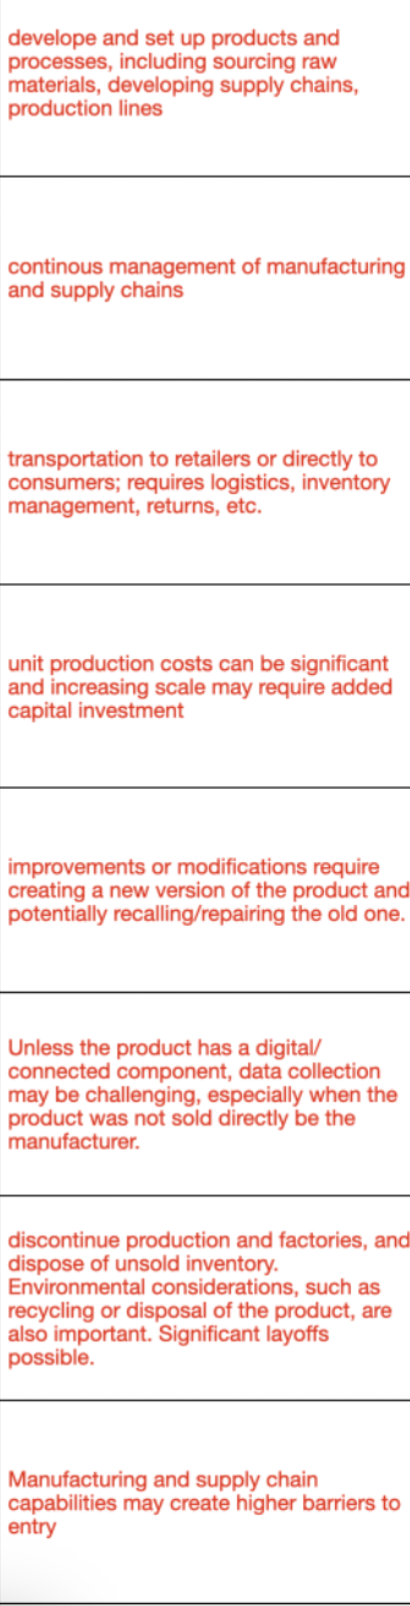 develope and set up products and
processes, including sourcing raw
materials, developing supply chains,
production lines
continous management of manufacturing
and supply chains
transportation to retailers or directly to
consumers; requires logistics, inventory
management, returns, etc.
unit production costs can be significant
and increasing scale may require added
capital investment
improvements or modifications require
creating a new version of the product and
potentially recalling/repairing the old one.
Unless the product has a digital/
connected component, data collection
may be challenging, especially when the
product was not sold directly be the
manufacturer.
discontinue production and factories, and
dispose of unsold inventory.
Environmental considerations, such as
recycling or disposal of the product, are
also important. Significant layoffs
possible.
Manufacturing and supply chain
capabilities may create higher barriers to
entry